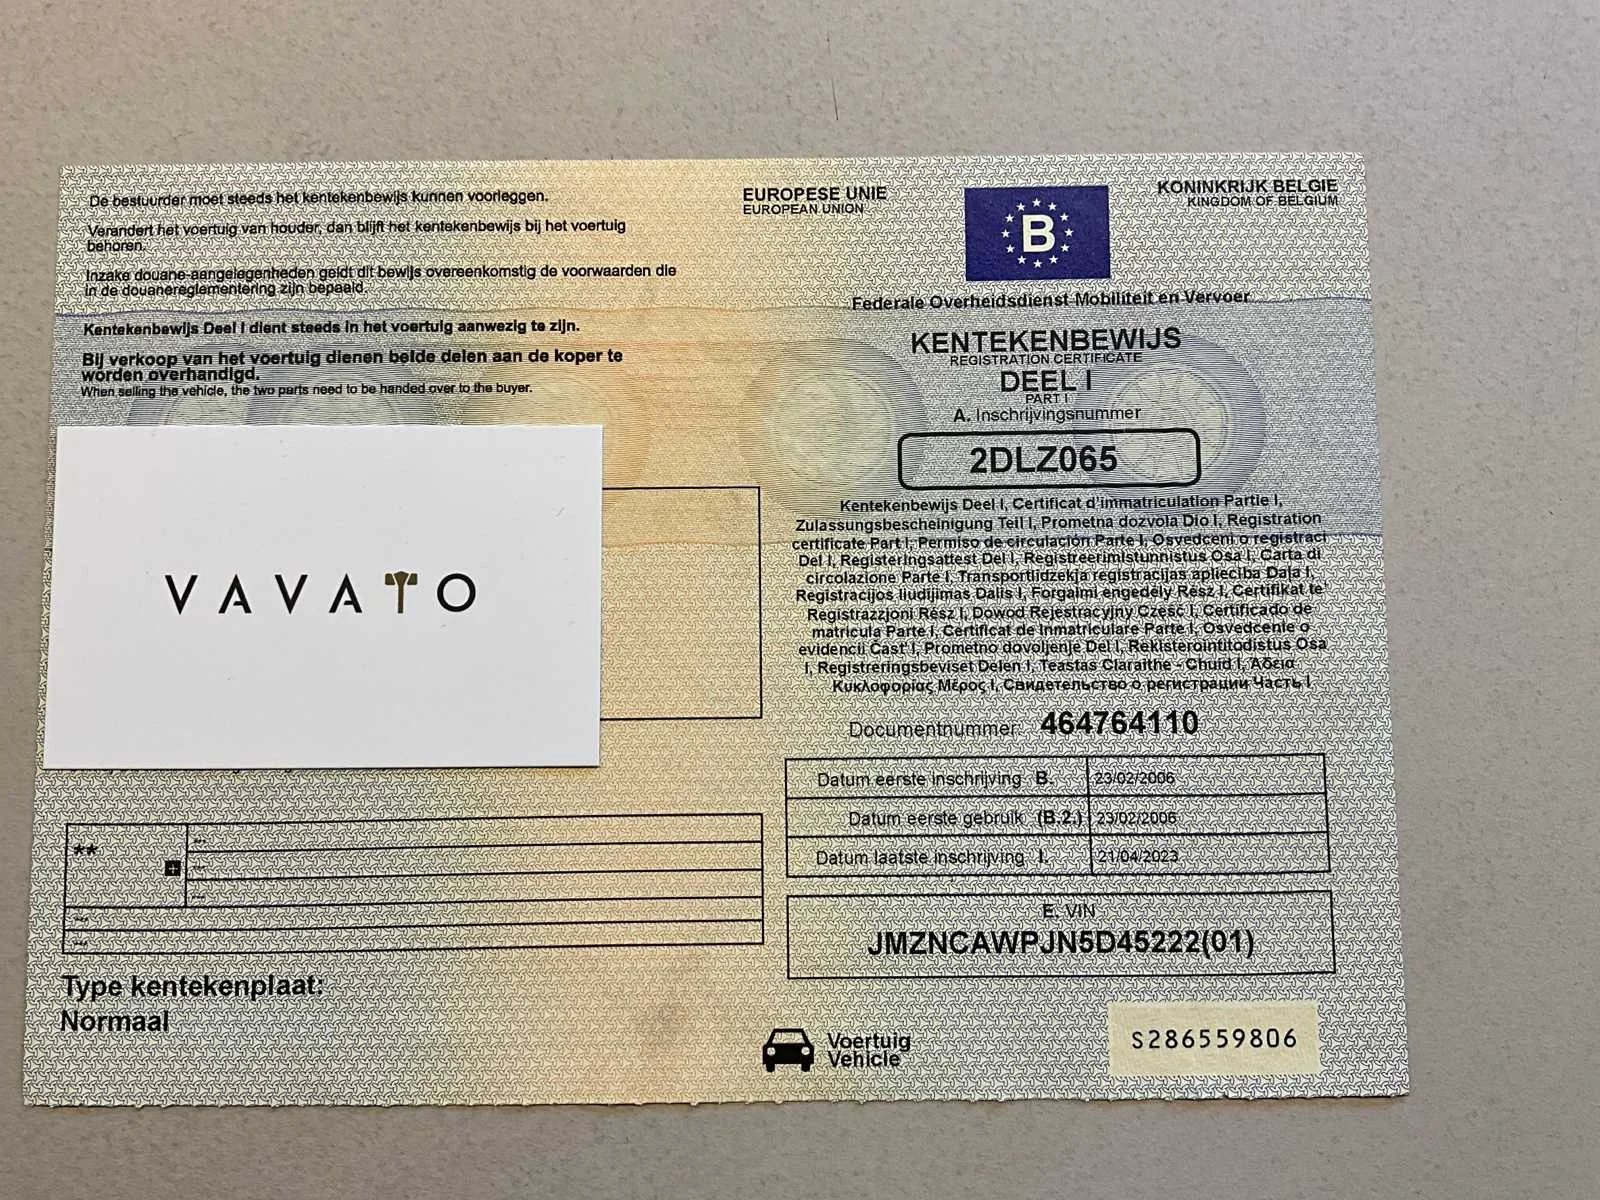 De bestuurder moet steeds het kentekenbewijs kunnen voorleggen.
Verandert het voertuig van houder, dan blijft het kentekenbewijs bij het voertuig
behoren.
Inzake douane-aangelegenheden geldt dit bewijs overeenkomstig de voorwaarden die
in de douanereglementering zijn bepaald.
Kentekenbewijs Deel I dient steeds in het voertuig aanwezig te zijn.
Bij verkoop van het voertuig dienen beide delen aan de koper te
worden overhandigd.
When selling the vehicle, the two parts need to be handed over to the buyer.
VAVATO
**
---
---
---
---
---
Type kentekenplaat:
Normaal
EUROPESE UNIE
EUROPEAN UNION
B
KONINKRIJK BELGIE
KINGDOM OF BELGIUM
Federale Overheidsdienst Mobiliteit en Vervoer
KENTEKENBEWIJS
REGISTRATION CERTIFICATE
DEEL I
PART I
A. Inschrijvingsnummer
2DLZ065
Kentekenbewijs Deel I, Certificat d'immatriculation Partie I,
Zulassungsbescheinigung Teil I, Prometna dozvola Dio I, Registration
certificate Part I, Permiso de circulación Parte I, Osvedceni o registraci
Del I, Registeringsattest Del I, Registreerimistunnistus Osa I, Carta di
circolazione Parte I, Transportlidzekja registracijas aplieciba Daļa I,
Registracijos liudijimas Dalis I, Forgalmi engedély Rész I, Certifikat te'
Registrazzjoni Rész I, Dowod Rejestracyjny Część I, Certificado de
matricula Parte I, Certificat de Inmatriculare Parte I, Osvedcenie o
evidencii Cast' I, Prometno dovoljenje Del I, Rekisterointitodistus Osa
I, Registreringsbeviset Delen I, Teastas Claraithe - Chuid I, Άδεια
Κυκλοφορίας Μέρος I, Свидетельство о регистрации Часть I
Documentnummer: 464764110
Datum eerste inschrijving B. 23/02/2006
Datum eerste gebruik (B.2.) 23/02/2006
Datum laatste inschrijving I. 21/04/2023
E. VIN
JMZNCAWPJN5D45222(01)
Voertuig
Vehicle
S286559806